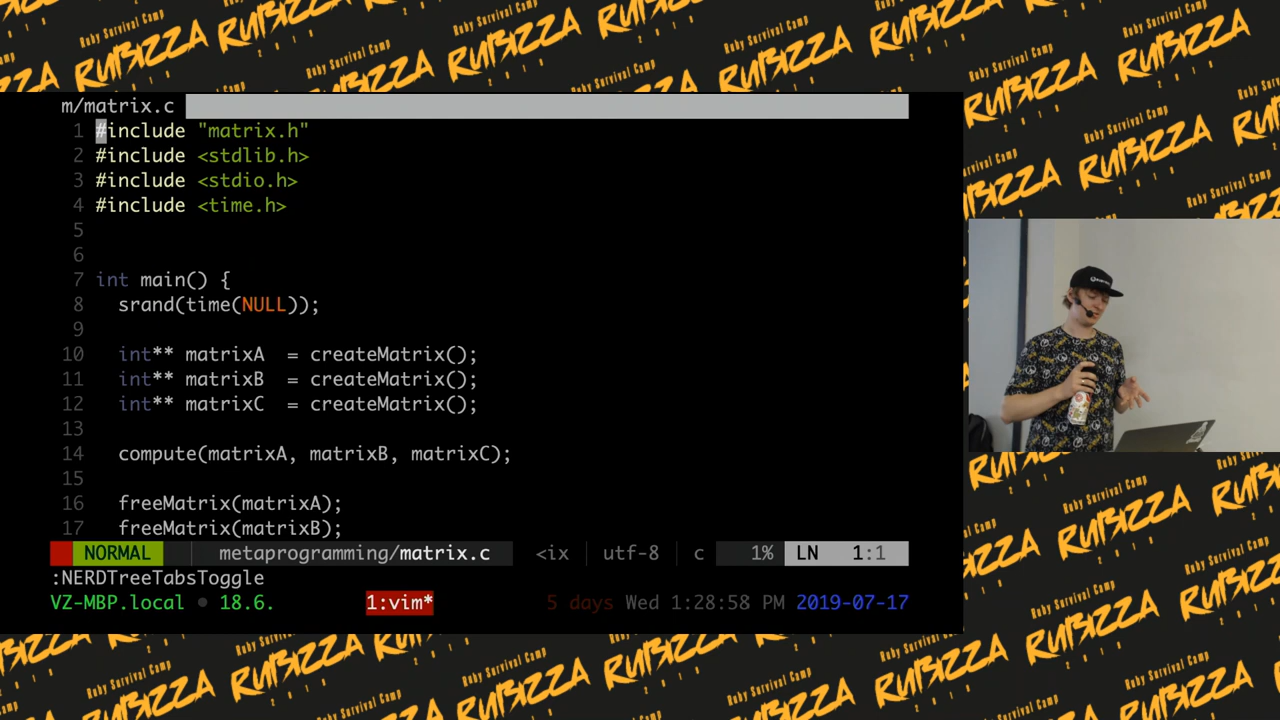 Ruby Survival Camp
RUBIZZA
2019
m/matrix.c
1 #include "matrix.h"
2 #include <stdlib.h>
3 #include <stdio.h>
4 #include <time.h>
5
6
7 int main() {
8 srand(time(NULL));
9
10 int** matrixA = createMatrix();
11 int** matrixB = createMatrix();
12 int** matrixC = createMatrix();
13
14 compute(matrixA, matrixB, matrixC);
15
16 freeMatrix(matrixA);
17 freeMatrix(matrixB);
NORMAL metaprogramming/matrix.c <ix utf-8 c 1% LN 1:1
:NERDTreeTabsToggle
VZ-MBP.local • 18.6. 1:vim* 5 days Wed 1:28:58 PM 2019-07-17